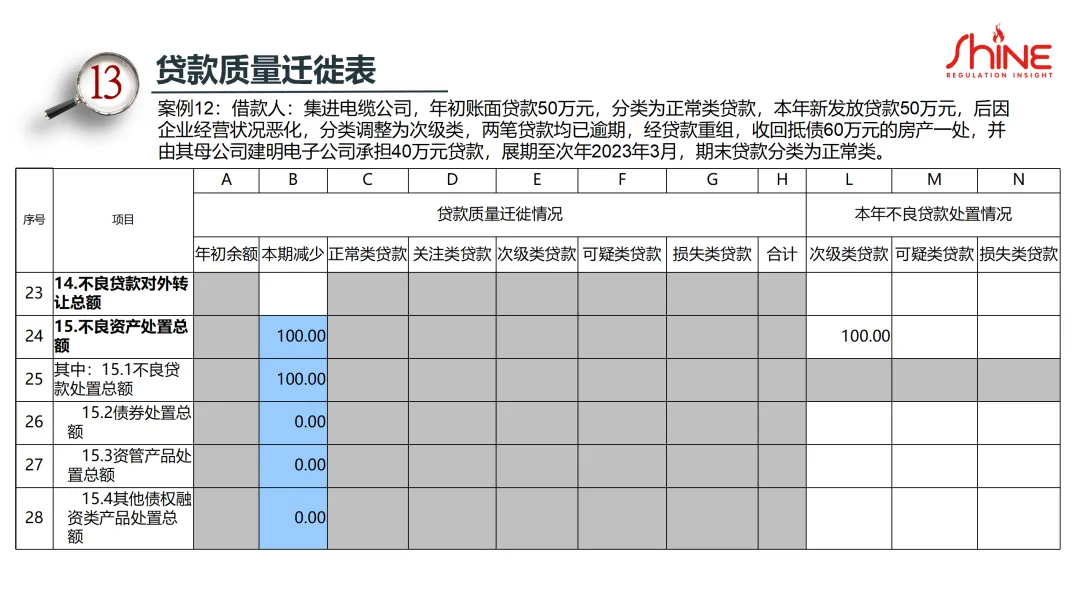 SHiNE
REGULATION INSIGHT
13
贷款质量迁徙表
案例12：借款人：集进电缆公司，年初账面贷款50万元，分类为正常类贷款，本年新发放贷款50万元，后因
企业经营状况恶化，分类调整为次级类，两笔贷款均已逾期，经贷款重组，收回抵债60万元的房产一处，并
由其母公司建明电子公司承担40万元贷款，展期至次年2023年3月，期末贷款分类为正常类。
A B C D E F G H L M N
序号 项目 贷款质量迁徙情况 本年不良贷款处置情况
年初余额 本期减少 正常类贷款 关注类贷款 次级类贷款 可疑类贷款 损失类贷款 合计 次级类贷款 可疑类贷款 损失类贷款
23 14.不良贷款对外转
让总额
24 15.不良资产处置总 100.00 100.00
额
25 其中：15.1不良贷 100.00
款处置总额
26 15.2债券处置总 0.00
额
27 15.3资管产品处 0.00
置总额
15.4其他债权融
28 资类产品处置总 0.00
额